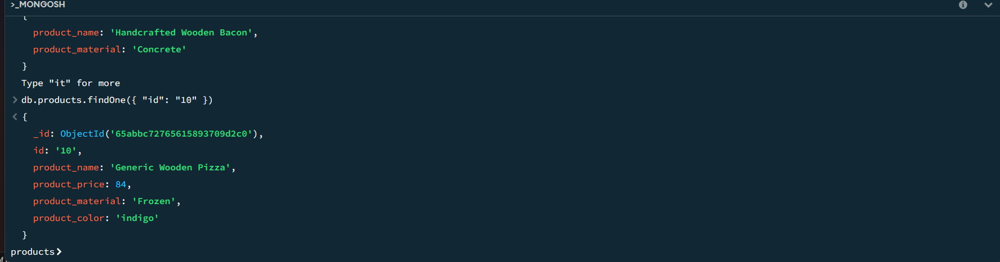 >_MONGOSH
{
product_name: 'Handcrafted Wooden Bacon',
product_material: 'Concrete'
}
Type "it" for more
> db.products.findOne({ "id": "10" })
< {
_id: ObjectId('65abbc72765615893709d2c0'),
id: '10',
product_name: 'Generic Wooden Pizza',
product_price: 84,
product_material: 'Frozen',
product_color: 'indigo'
}
products>
of